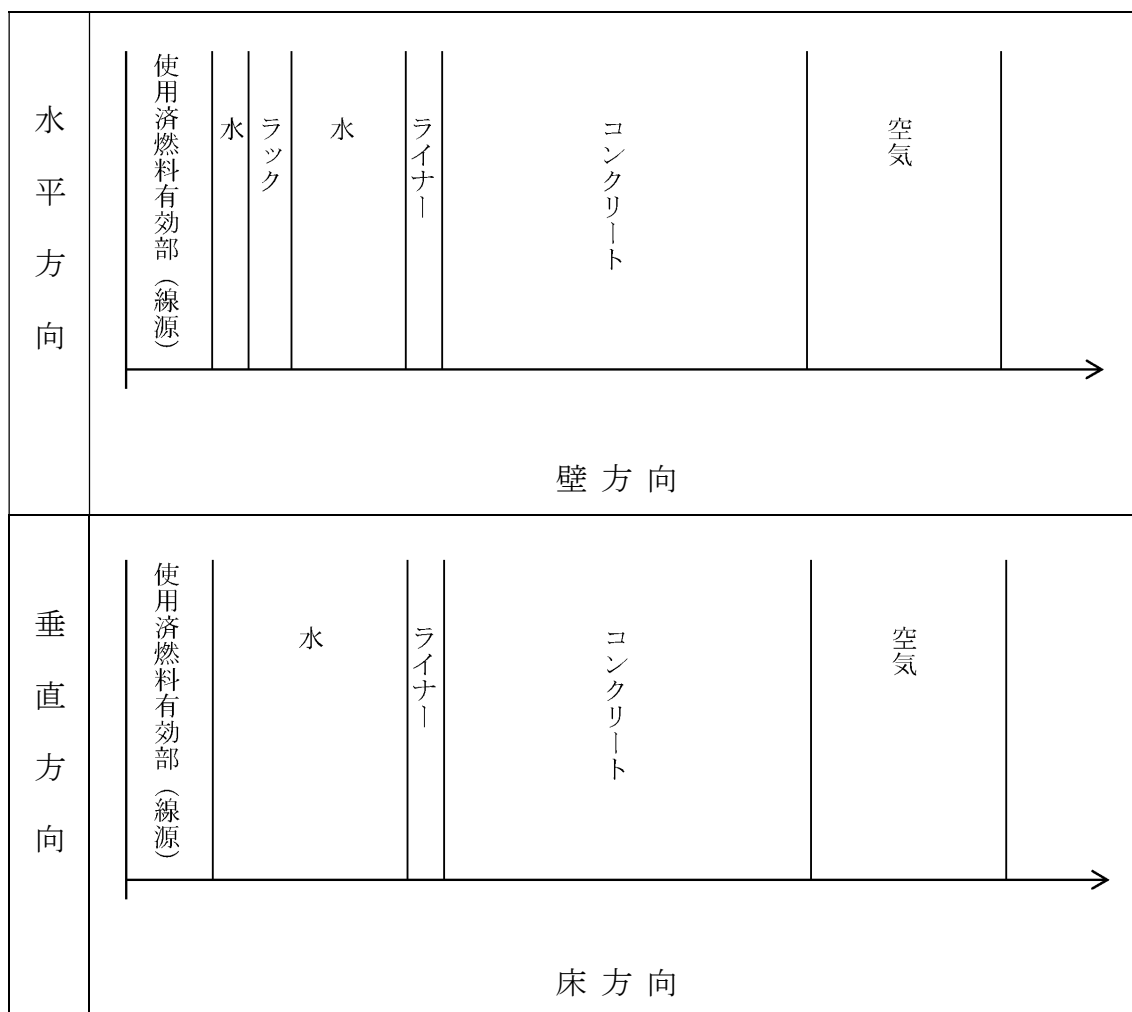 水平方向
使用済燃料有効部（線源）
水
ラック
水
ライナー
コンクリート
空気
壁方向
垂直方向
使用済燃料有効部（線源）
水
ライナー
コンクリート
空気
床方向